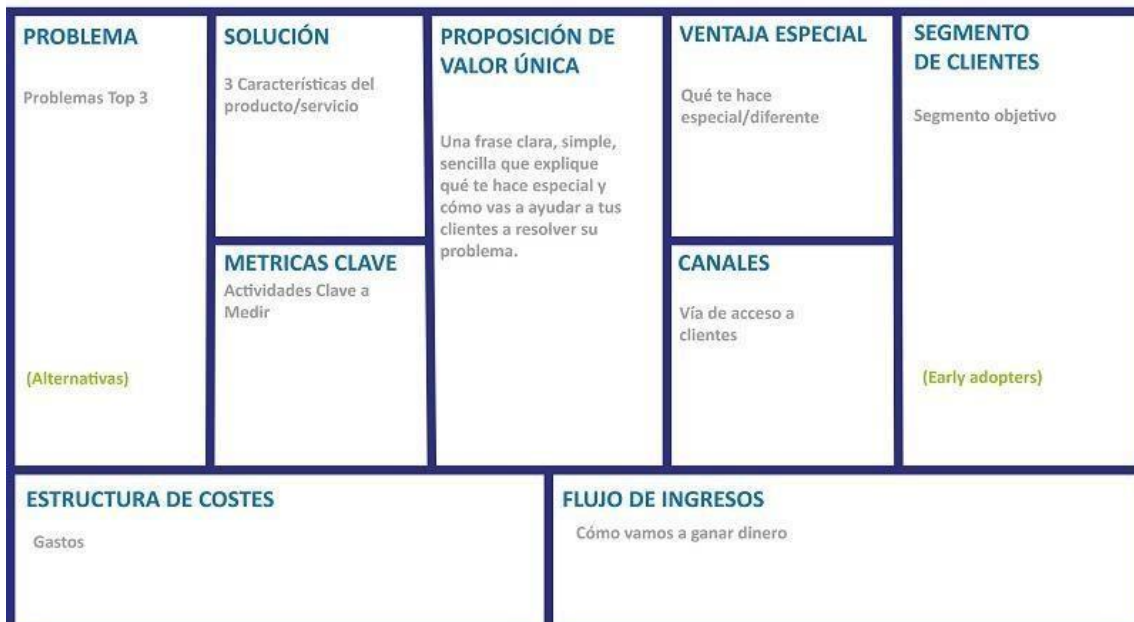 PROBLEMA
Problemas Top 3
(Alternativas)
SOLUCIÓN
3 Características del
producto/servicio
METRICAS CLAVE
Actividades Clave a
Medir
PROPOSICIÓN DE
VALOR ÚNICA
Una frase clara, simple,
sencilla que explique
qué te hace especial y
cómo vas a ayudar a tus
clientes a resolver su
problema.
VENTAJA ESPECIAL
Qué te hace
especial/diferente
CANALES
Vía de acceso a
clientes
SEGMENTO
DE CLIENTES
Segmento objetivo
(Early adopters)
ESTRUCTURA DE COSTES
Gastos
FLUJO DE INGRESOS
Cómo vamos a ganar dinero